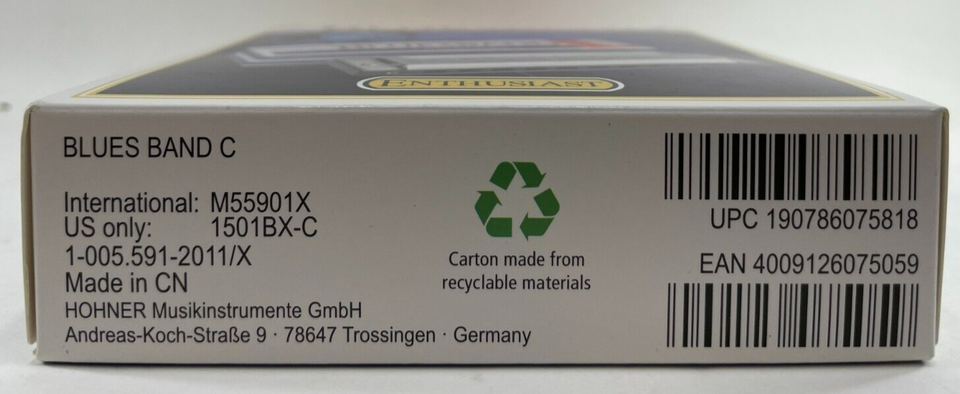 ENTHUSIAST
BLUES BAND C
International: M55901X
US only: 1501BX-C
1-005.591-2011/X
Made in CN
HOHNER Musikinstrumente GmbH
Andreas-Koch-Straße 9 · 78647 Trossingen · Germany
Carton made from
recyclable materials
UPC 190786075818
EAN 4009126075059